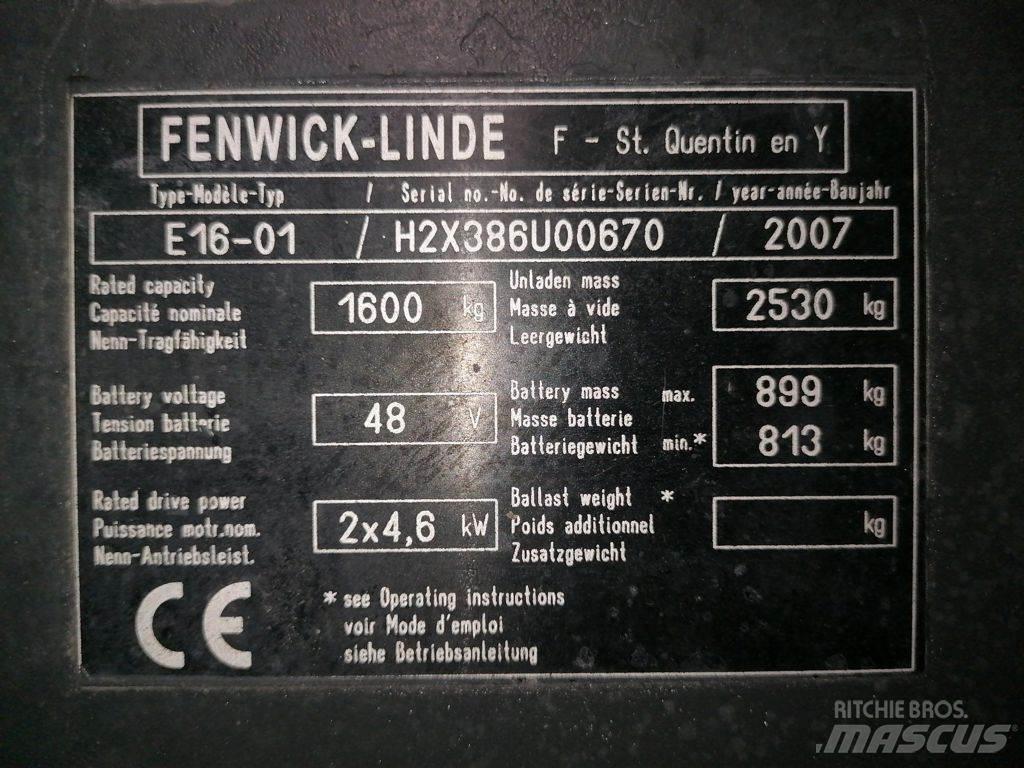 FENWICK-LINDE F - St. Quentin en Y.
Type-Modèle-Typ / Serial no.-No. de série-Serien-Nr. / year-année-Baujahr
E16-01 / H2X386U00670 / 2007
Rated capacity
Capacité nominale
Nenn-Tragfähigkeit
1600 kg
Unladen mass
Masse à vide
Leergewicht
2530 kg
Battery voltage
Tension batterie
Batteriespannung
48 V
Battery mass max.
Masse batterie
Batteriegewicht min.*
899 kg
813 kg
Rated drive power
Puissance motr.nom.
Nenn-Antriebsleist.
2x4,6 kW
Ballast weight *
Poids additionnel
Zusatzgewicht
kg
CE
* see Operating instructions
voir Mode d'emploi
siehe Betriebsanleitung
RITCHIE BROS.
MASCUS